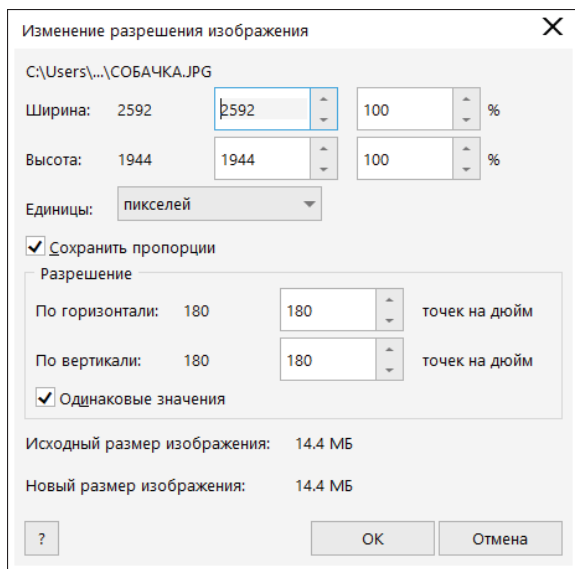 Изменение разрешения изображения
C:\Users\...\СОБАЧКА.JPG
Ширина: 2592 2592 100 %
Высота: 1944 1944 100 %
Единицы: пикселей
Сохранить пропорции
Разрешение
По горизонтали: 180 180 точек на дюйм
По вертикали: 180 180 точек на дюйм
Одинаковые значения
Исходный размер изображения: 14.4 МБ
Новый размер изображения: 14.4 МБ
? OK Отмена